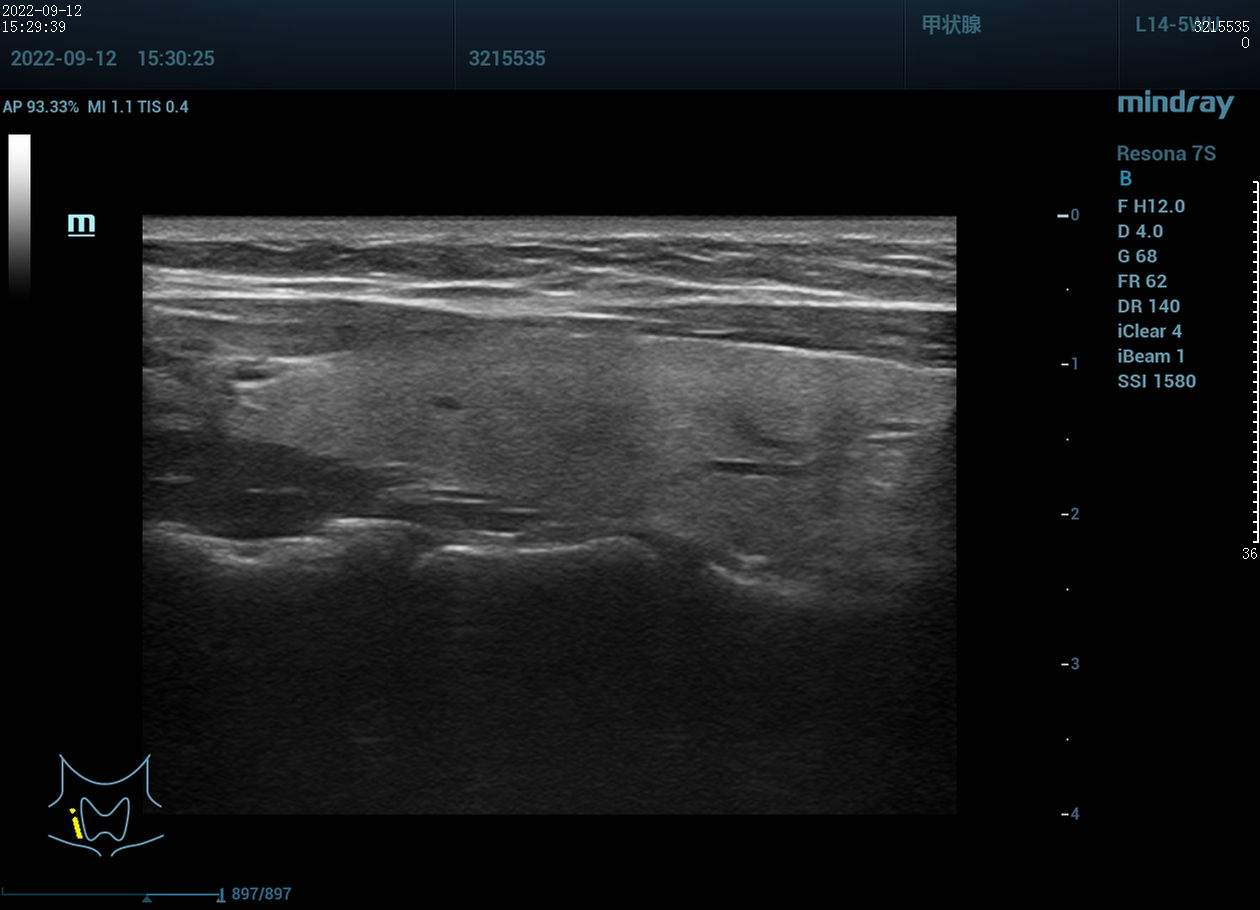 2022-09-12
15:29:39
2022-09-12 15:30:25
3215535
甲状腺
3215535
0
AP 93.33% MI 1.1 TIS 0.4
mindray
Resona 7S
B
F H12.0
D 4.0
G 68
FR 62
DR 140
iClear 4
iBeam 1
SSI 1580
m
0
1
2
3
4
36
897/897